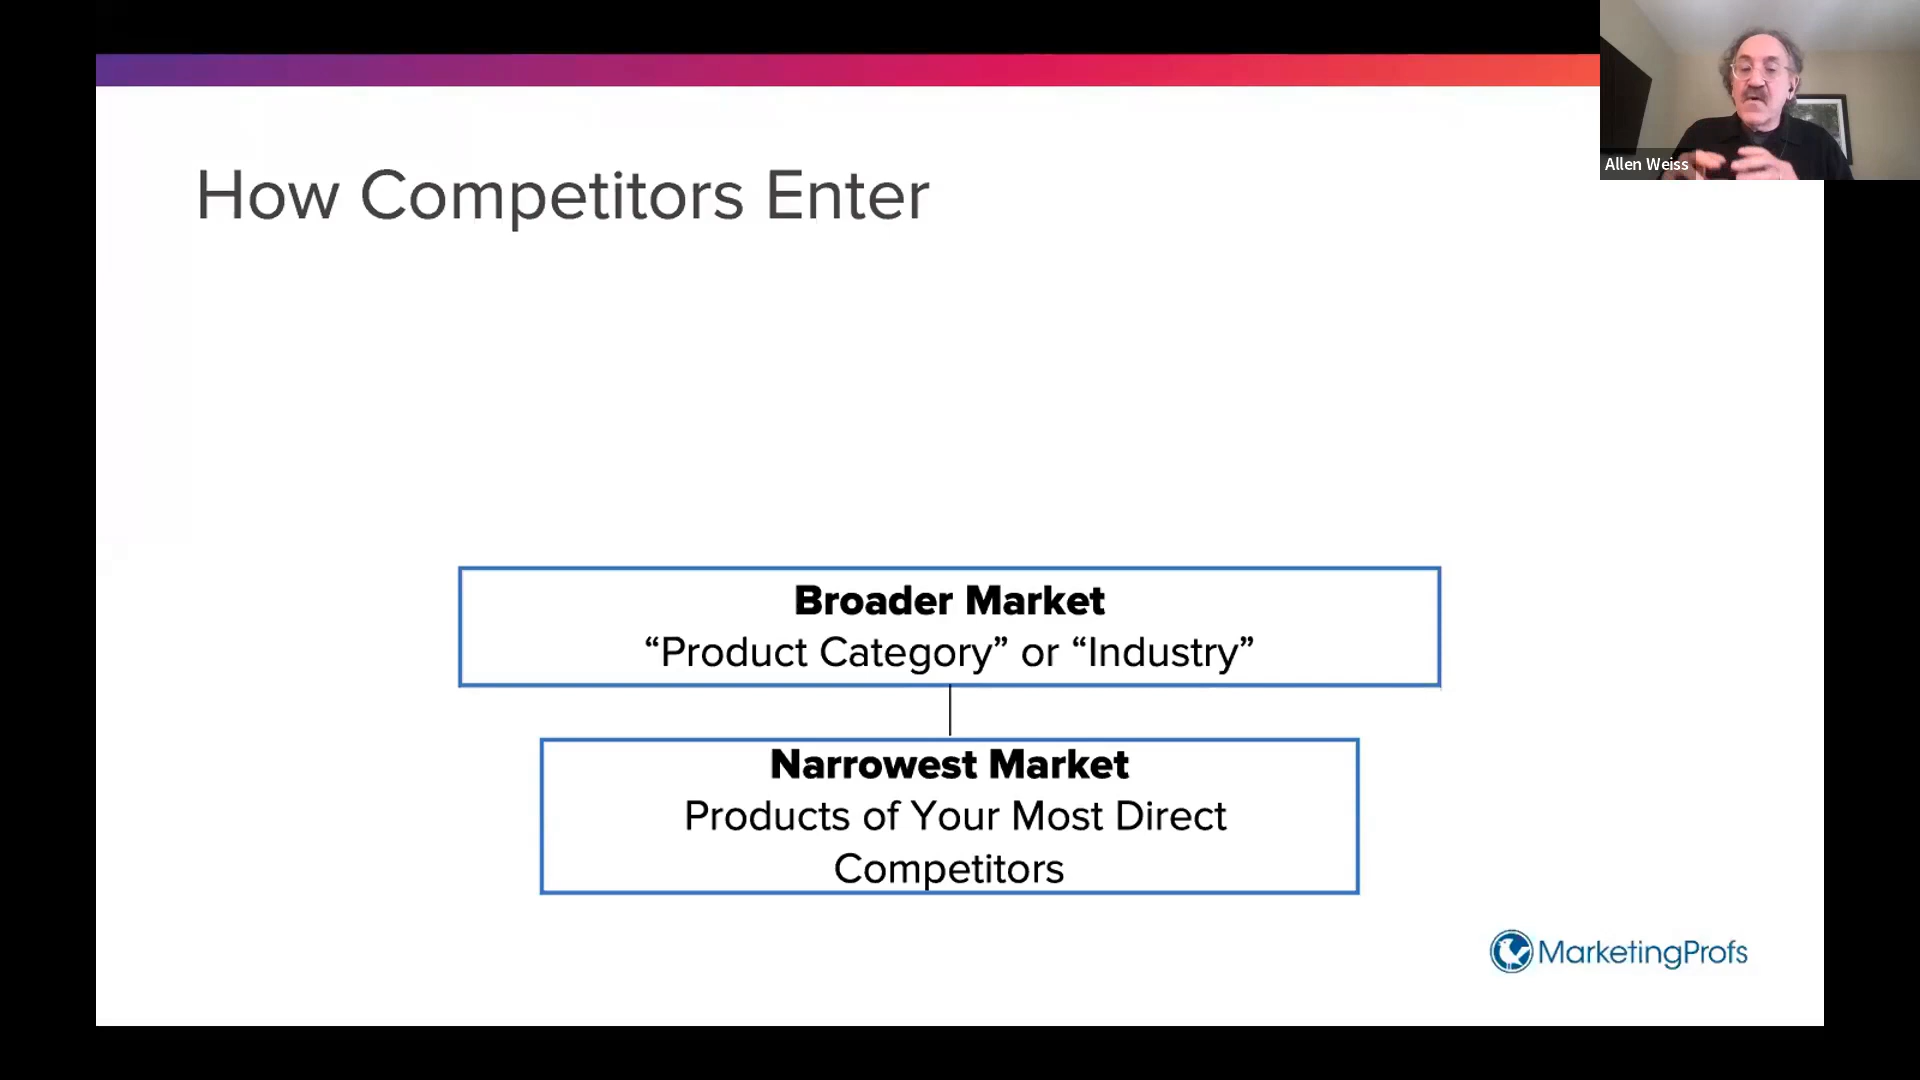 Allen Weiss
How Competitors Enter
Broader Market
“Product Category” or “Industry”
Narrowest Market
Products of Your Most Direct
Competitors
MarketingProfs